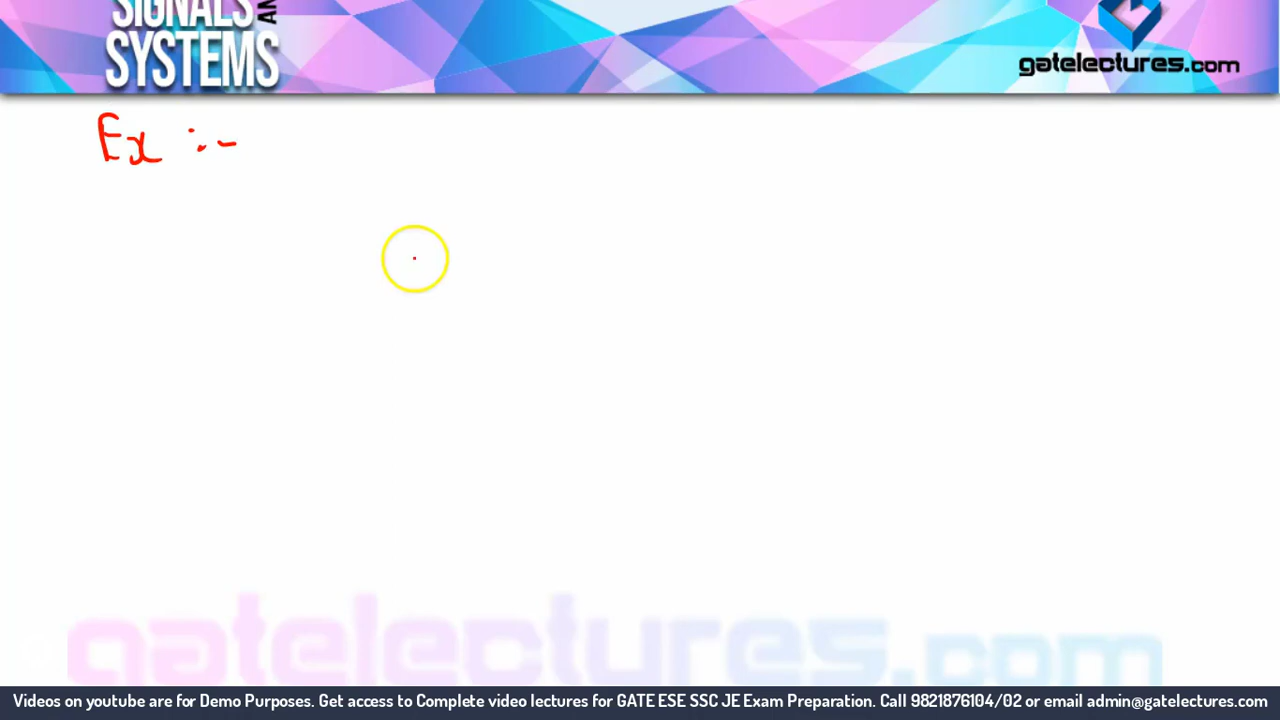 SIGNALS AND
SYSTEMS
gatelectures.com
Ex :-
gatelectures.com
Videos on youtube are for Demo Purposes. Get access to Complete video lectures for GATE ESE SSC JE Exam Preparation. Call 9821876104/02 or email admin@gatelectures.com